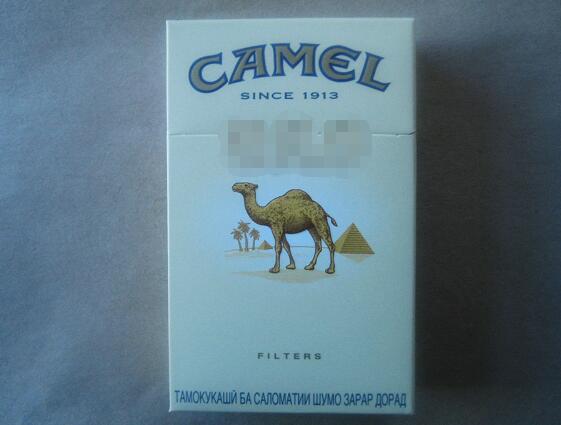 CAMEL
SINCE 1913
FILTERS
ТАМОКУКАШӢ БА САЛОМАТИИ ШУМО ЗАРАР ДОРАД